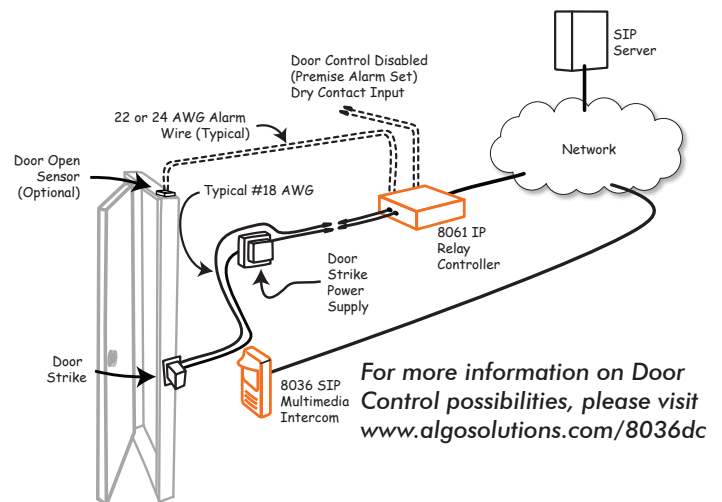 SIP
Server
Door Control Disabled
(Premise Alarm Set)
Dry Contact Input
22 or 24 AWG Alarm
Wire (Typical)
Network
Door Open
Sensor
(Optional)
Typical #18 AWG
8061 IP
Relay
Controller
Door
Strike
Power
Supply
Door
Strike
8036 SIP
Multimedia
Intercom
For more information on Door
Control possibilities, please visit
www.algosolutions.com/8036dc